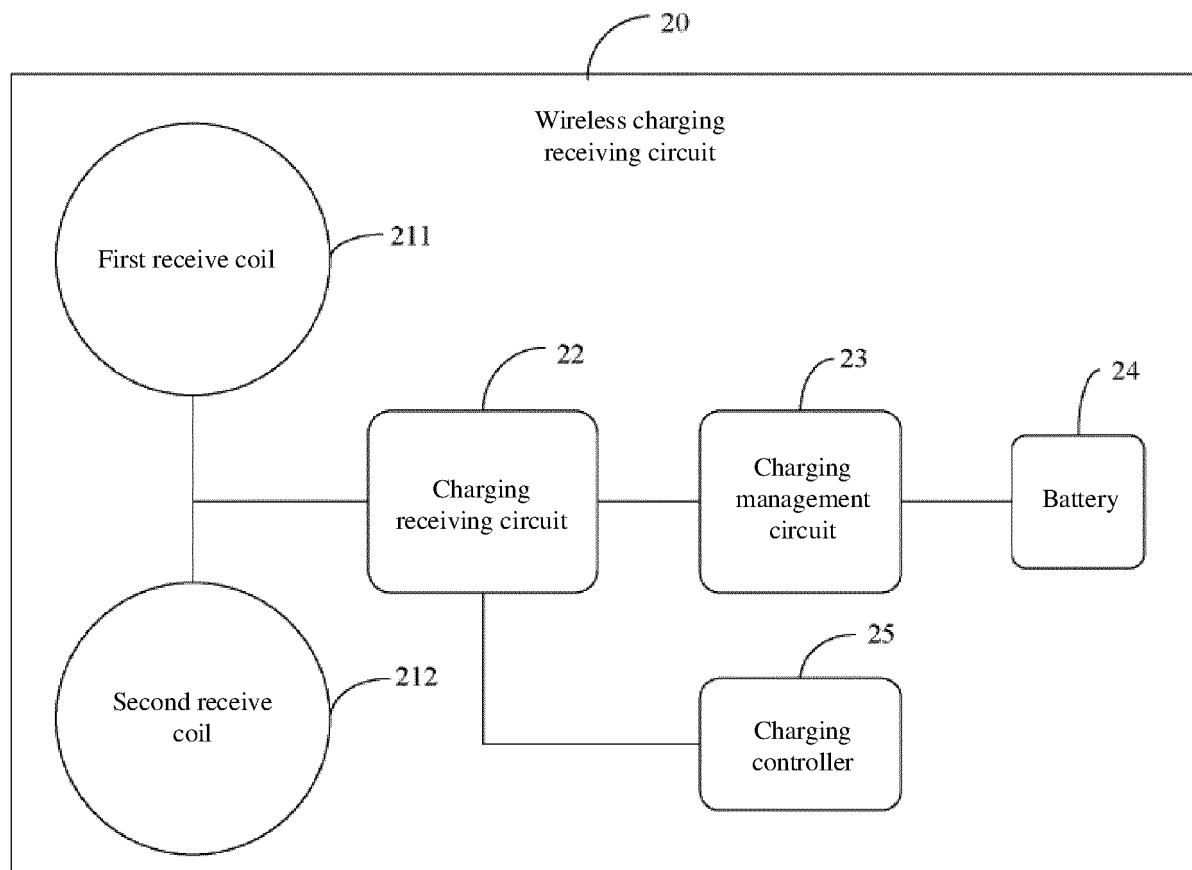 20
Wireless charging
receiving circuit
First receive coil
211
22
Charging
receiving circuit
23
Charging
management
circuit
24
Battery
Second receive
coil
212
25
Charging
controller